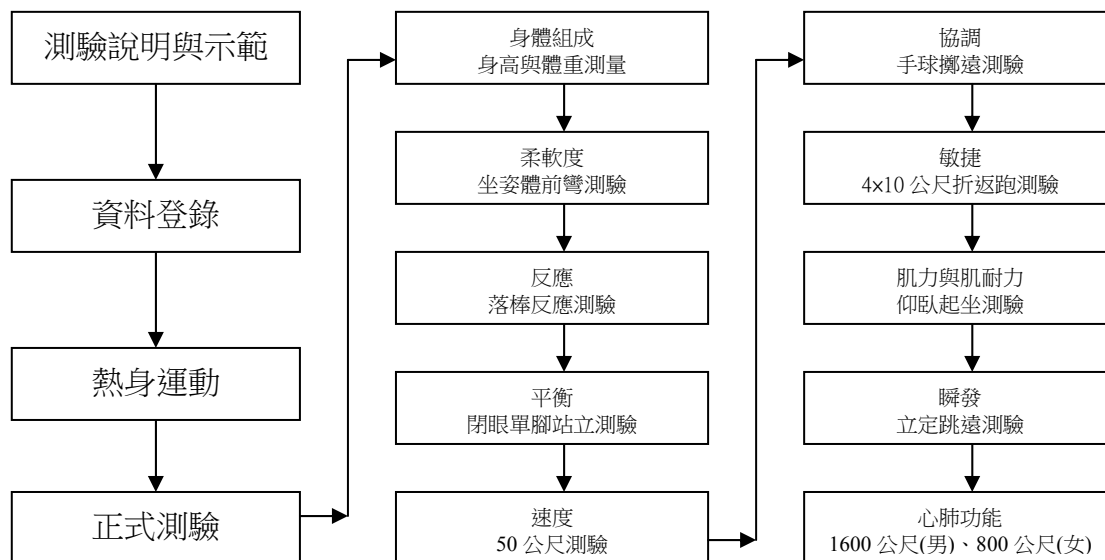 測驗說明與示範
資料登錄
熱身運動
正式測驗
身體組成
身高與體重測量
柔軟度
坐姿體前彎測驗
反應
落棒反應測驗
平衡
閉眼單腳站立測驗
速度
50 公尺測驗
協調
手球擲遠測驗
敏捷
4×10 公尺折返跑測驗
肌力與肌耐力
仰臥起坐測驗
瞬發
立定跳遠測驗
心肺功能
1600 公尺(男)、800 公尺(女)